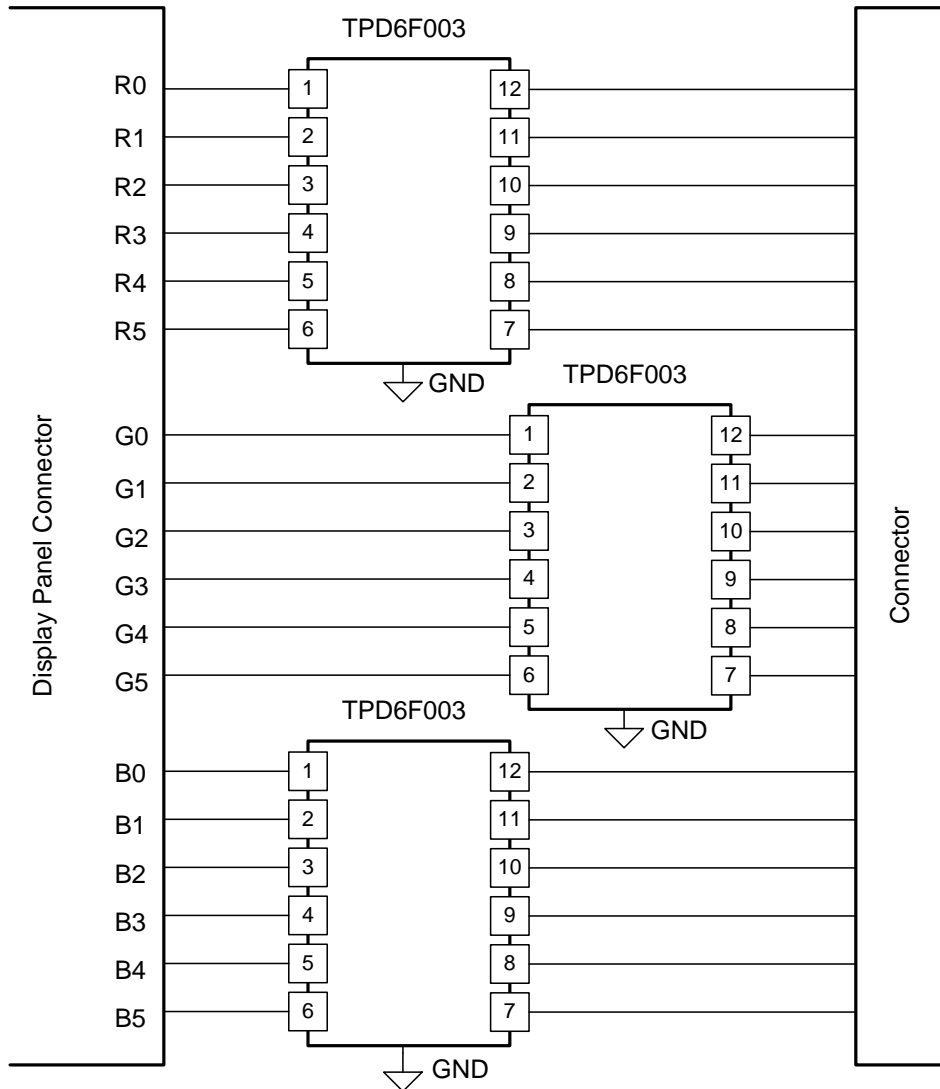 TPD6F003
R0 1 12
R1 2 11
R2 3 10
R3 4 9
R4 5 8
R5 6 7
GND
TPD6F003
G0 1 12
G1 2 11
G2 3 10
G3 4 9
G4 5 8
G5 6 7
GND
TPD6F003
B0 1 12
B1 2 11
B2 3 10
B3 4 9
B4 5 8
B5 6 7
GND
Display Panel Connector
Connector